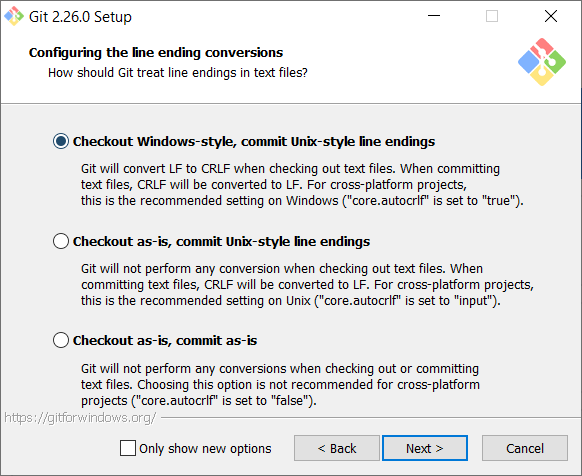 Git 2.26.0 Setup
Configuring the line ending conversions
How should Git treat line endings in text files?
Checkout Windows-style, commit Unix-style line endings
Git will convert LF to CRLF when checking out text files. When committing
text files, CRLF will be converted to LF. For cross-platform projects,
this is the recommended setting on Windows ("core.autocrlf" is set to "true").
Checkout as-is, commit Unix-style line endings
Git will not perform any conversion when checking out text files. When
committing text files, CRLF will be converted to LF. For cross-platform projects,
this is the recommended setting on Unix ("core.autocrlf" is set to "input").
Checkout as-is, commit as-is
Git will not perform any conversions when checking out or committing
text files. Choosing this option is not recommended for cross-platform
projects ("core.autocrlf" is set to "false").
https://gitforwindows.org/
Only show new options
< Back
Next >
Cancel